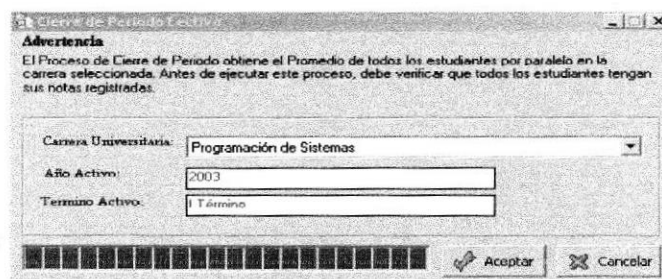 Cierre de Periodo Lectivo
Advertencia
El Proceso de Cierre de Periodo obtiene el Promedio de todos los estudiantes por paralelo en la
carrera seleccionada. Antes de ejecutar este proceso, debe verificar que todos los estudiantes tengan
sus notas registradas.
Carrera Universitaria: Programación de Sistemas
Año Activo: 2003
Termino Activo: I Término
Aceptar Cancelar